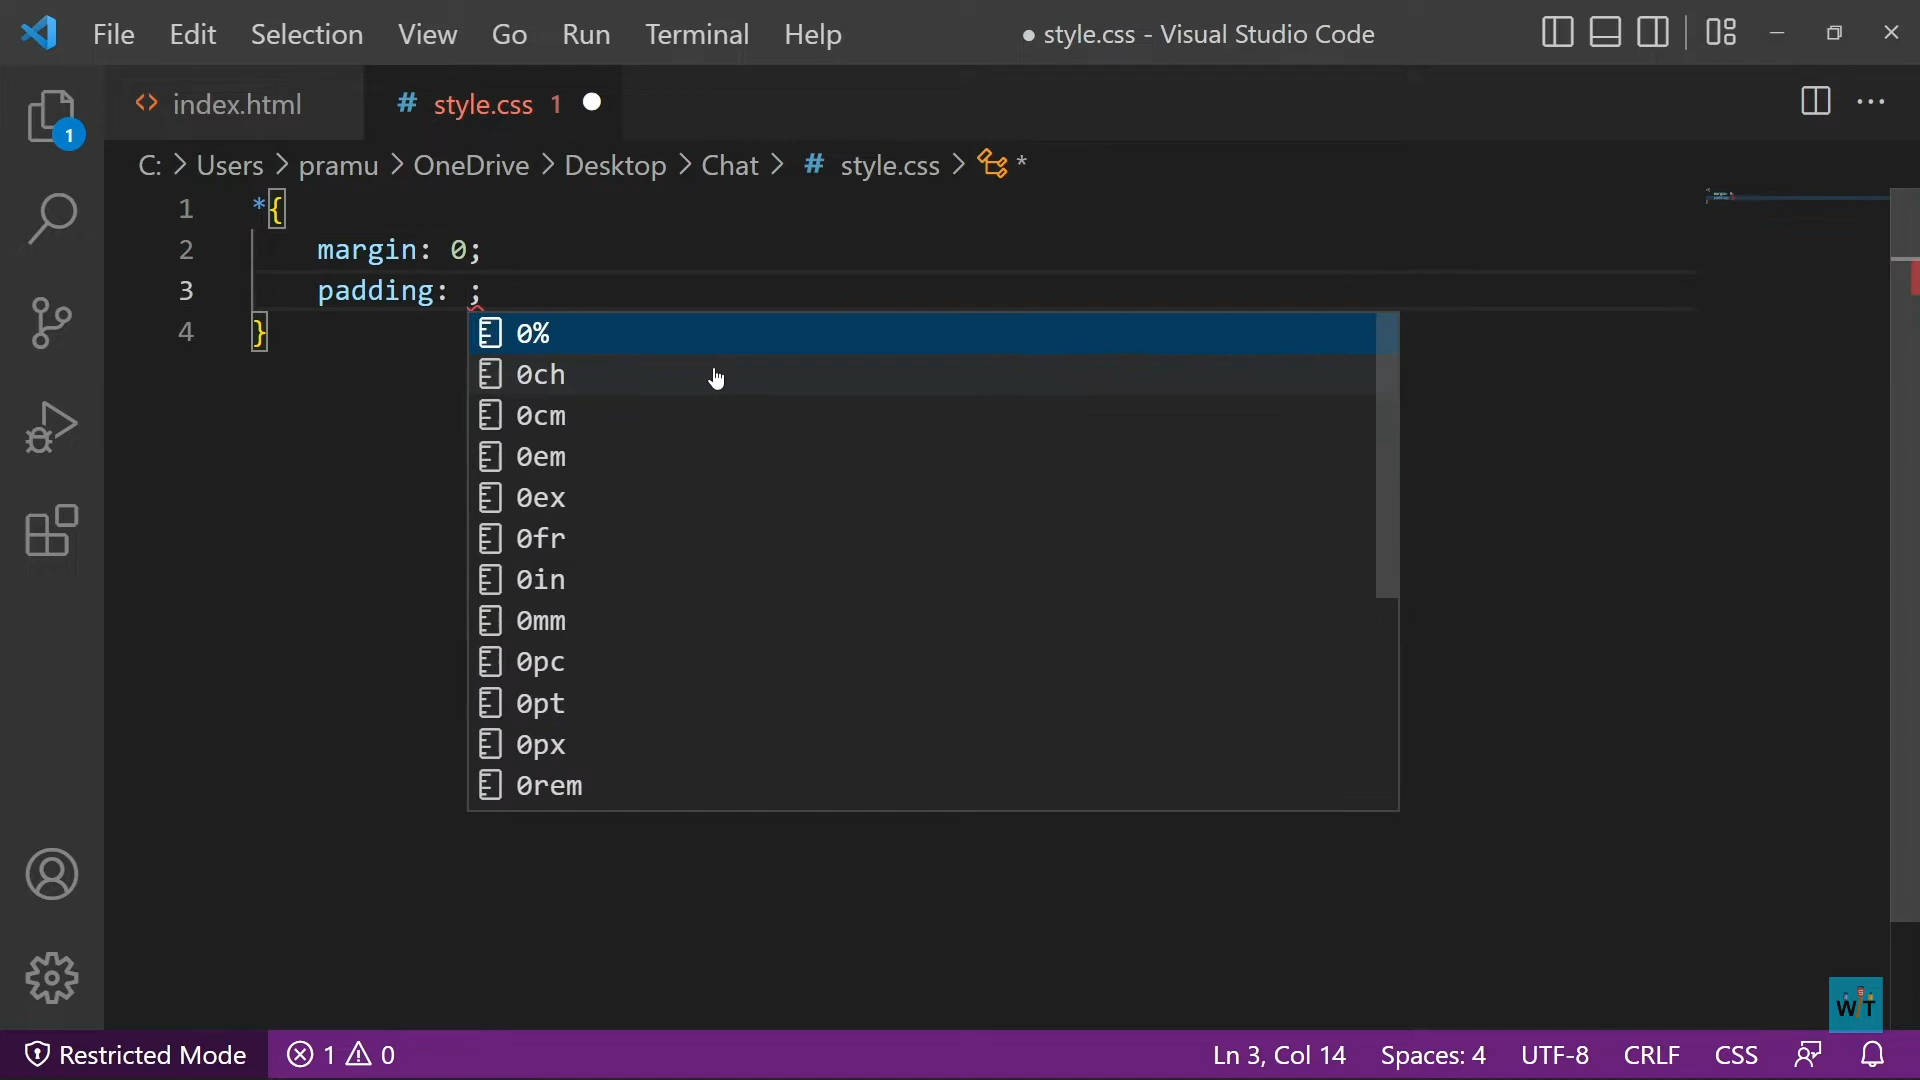 File Edit Selection View Go Run Terminal Help ● style.css - Visual Studio Code
1
<> index.html # style.css 1 ●
C: > Users > pramu > OneDrive > Desktop > Chat > # style.css > *
1 *{
2 margin: 0;
3 padding: ;
4 }
0%
0ch
0cm
0em
0ex
0fr
0in
0mm
0pc
0pt
0px
0rem
WIT
Restricted Mode 1 0 Ln 3, Col 14 Spaces: 4 UTF-8 CRLF CSS